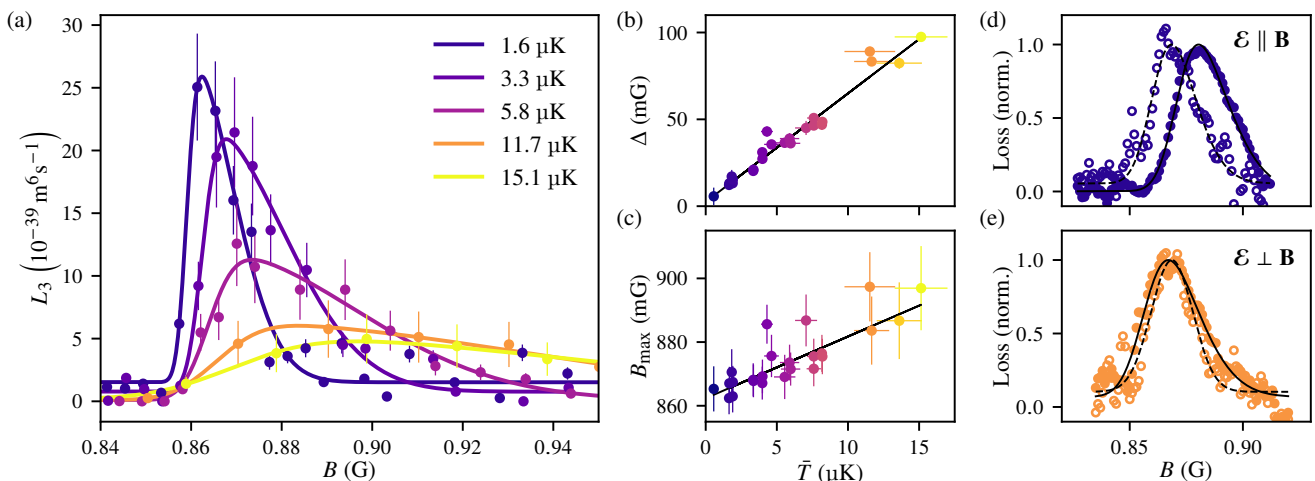 (a)
30
25
20
15
10
5
0
L₃ (10⁻³⁹ m⁶ s⁻¹)
1.6 µK
3.3 µK
5.8 µK
11.7 µK
15.1 µK
0.84 0.86 0.88 0.90 0.92 0.94
B (G)
(b)
100
50
0
Δ (mG)
(c)
900
880
860
B_max (mG)
0 5 10 15
T̄ (µK)
(d)
ℰ ∥ B
1.0
0.5
0.0
Loss (norm.)
(e)
ℰ ⊥ B
1.0
0.5
0.0
Loss (norm.)
0.85 0.90
B (G)